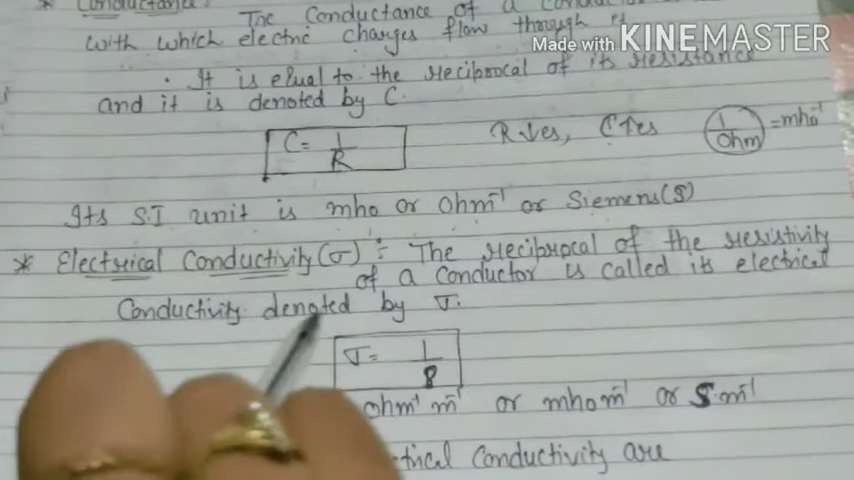 * Conductance:
The Conductance of a
with which electric charges flow through it
Made with KINEMASTER
. It is equal to the reciprocal of its resistance
and it is denoted by C.
C = 1/R
R↓es, C↑es
1/Ohm = mho⁻¹
Its S.I unit is mho or Ohm⁻¹ or Siemens(S)
* Electrical Conductivity(σ) : The reciprocal of the resistivity
of a Conductor is called its electrical
Conductivity denoted by σ.
σ = 1/ρ
ohm⁻¹ m⁻¹ or mho m⁻¹ or S m⁻¹
Conductivity are